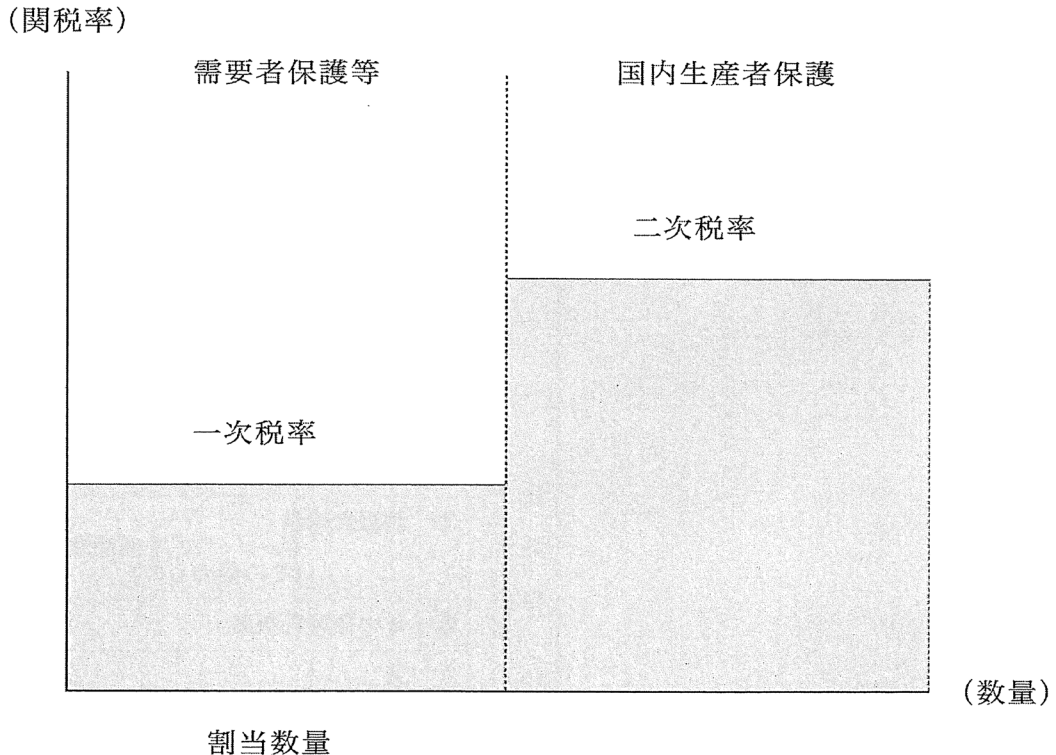 (関税率)
需要者保護等
国内生産者保護
二次税率
一次税率
(数量)
割当数量